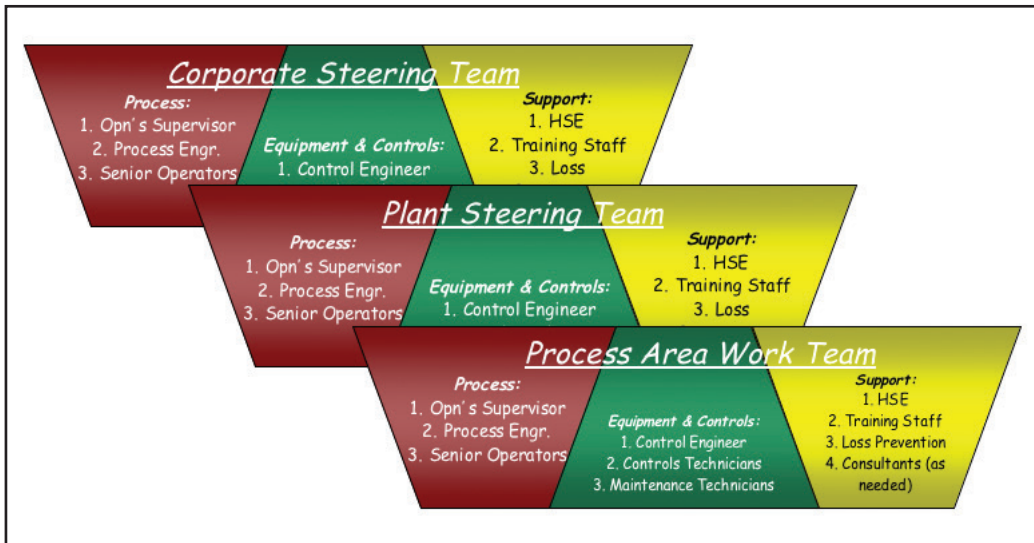 Corporate Steering Team
Process:
1. Opn's Supervisor
2. Process Engr.
3. Senior Operators
Equipment & Controls:
1. Control Engineer
Support:
1. HSE
2. Training Staff
3. Loss
Plant Steering Team
Process:
1. Opn's Supervisor
2. Process Engr.
3. Senior Operators
Equipment & Controls:
1. Control Engineer
Support:
1. HSE
2. Training Staff
3. Loss
Process Area Work Team
Process:
1. Opn's Supervisor
2. Process Engr.
3. Senior Operators
Equipment & Controls:
1. Control Engineer
2. Controls Technicians
3. Maintenance Technicians
Support:
1. HSE
2. Training Staff
3. Loss Prevention
4. Consultants (as
needed)